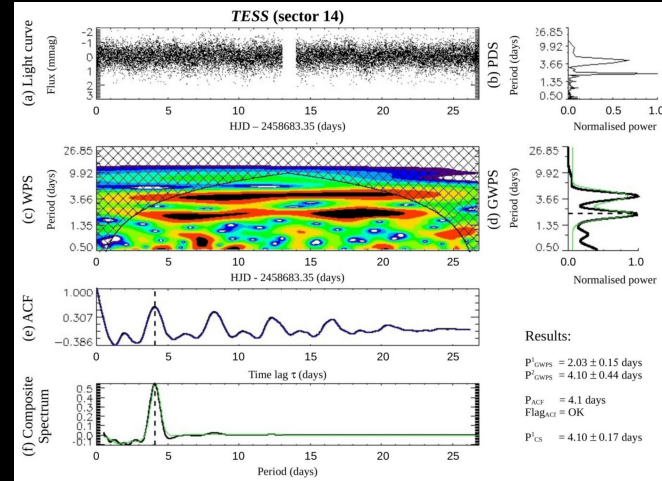 TESS (sector 14)
(a) Light curve
Flux (mmag)
-2
-1
0
1
2
3
0 5 10 15 20 25
HJD – 2458683.35 (days)
(b) PDS
Period (days)
26.85
9.92
3.66
1.35
0.50
0.0 0.5 1.0
Normalised power
(c) WPS
Period (days)
26.85
9.92
3.66
1.35
0.50
0 5 10 15 20 25
HJD - 2458683.35 (days)
(d) GWPS
Period (days)
26.85
9.92
3.66
1.35
0.50
0.0 1.0
Normalised power
(e) ACF
1.000
0.307
-0.386
0 5 10 15 20 25
Time lag τ (days)
(f) Composite
Spectrum
0.5
0.4
0.3
0.2
0.1
-0.0
-0.1
0 5 10 15 20 25
Period (days)
Results:
P¹GWPS = 2.03 ± 0.15 days
P²GWPS = 4.10 ± 0.44 days
PACF = 4.1 days
FlagACf = OK
P¹CS = 4.10 ± 0.17 days